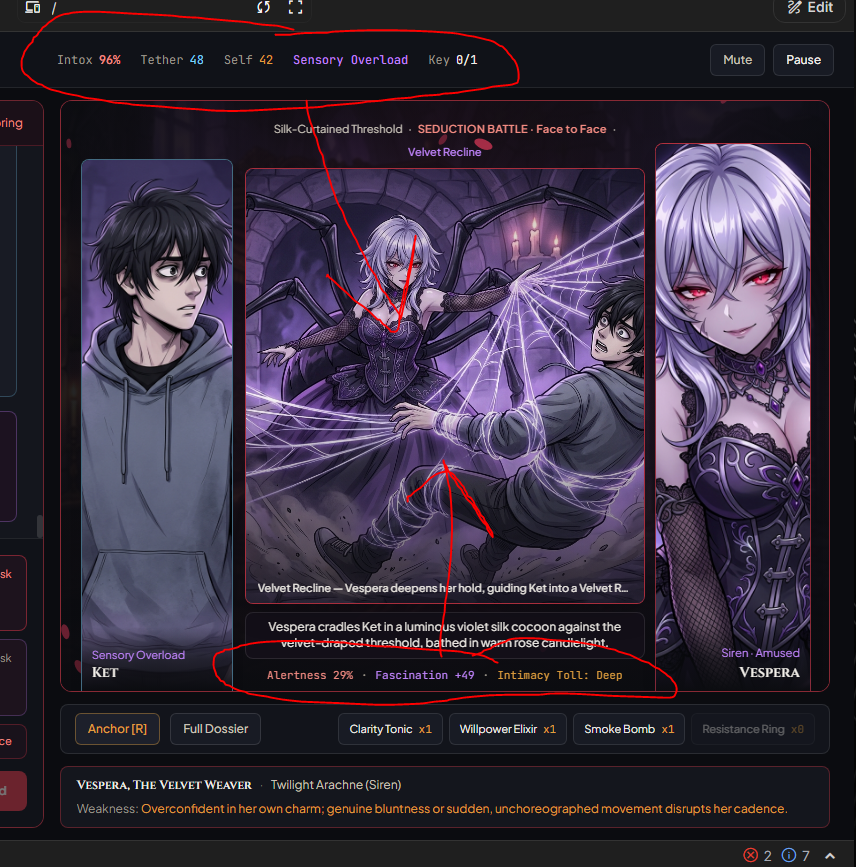 /
Edit
Intox 96% Tether 48 Self 42 Sensory Overload Key 0/1
Mute
Pause
ring
Silk-Curtained Threshold · SEDUCTION BATTLE · Face to Face ·
Velvet Recline
Velvet Recline — Vespera deepens her hold, guiding Ket into a Velvet R...
sk
Vespera cradles Ket in a luminous violet silk cocoon against the
velvet-draped threshold, bathed in warm rose candlelight.
sk
Sensory Overload
KET
Siren · Amused
VESPERA
Alertness 29% · Fascination +49 · Intimacy Toll: Deep
ce
d
Anchor [R]
Full Dossier
Clarity Tonic x1
Willpower Elixir x1
Smoke Bomb x1
Resistance Ring x0
VESPERA, THE VELVET WEAVER · Twilight Arachne (Siren)
Weakness: Overconfident in her own charm; genuine bluntness or sudden, unchoreographed movement disrupts her cadence.
2
7